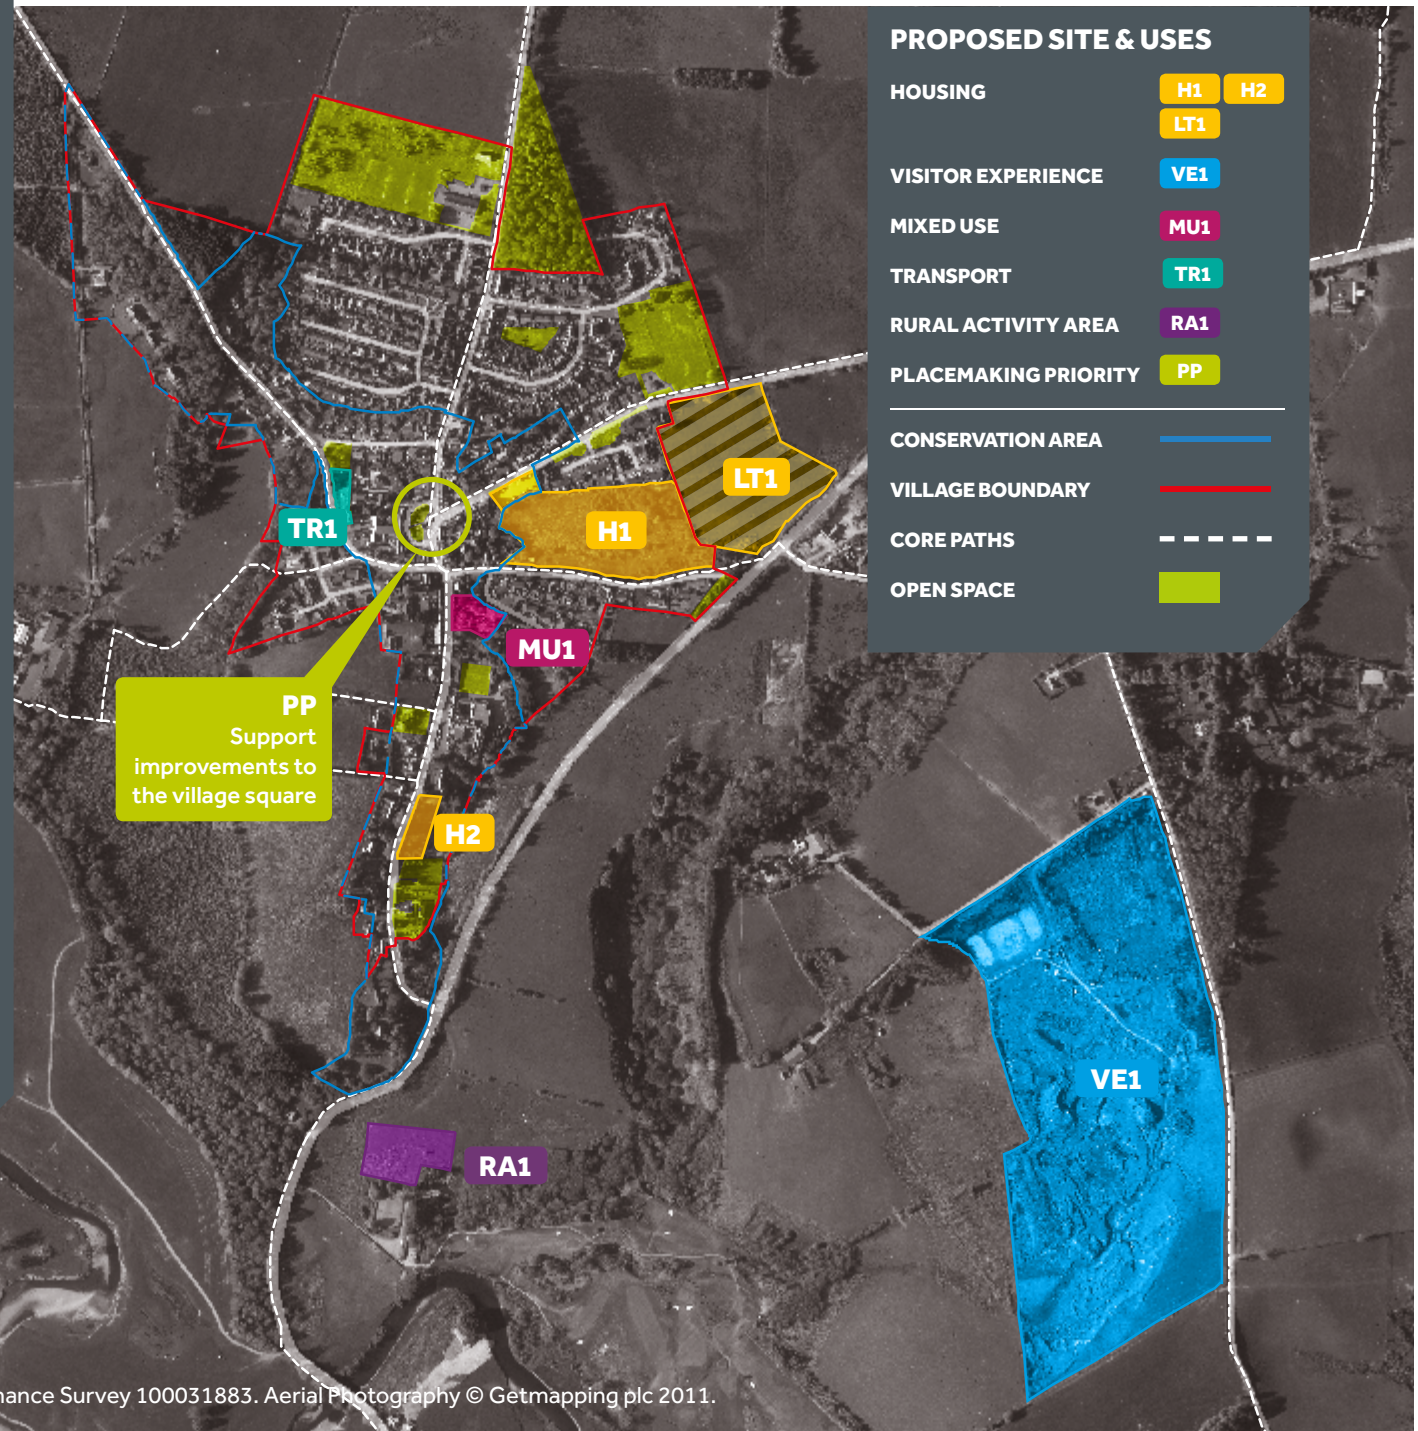 PROPOSED SITE & USES
HOUSING
H1 H2
LT1
VISITOR EXPERIENCE VE1
MIXED USE MU1
TRANSPORT TR1
RURAL ACTIVITY AREA RA1
PLACEMAKING PRIORITY PP
CONSERVATION AREA
VILLAGE BOUNDARY
CORE PATHS
OPEN SPACE
LT1
TR1
H1
MU1
PP
Support
improvements to
the village square
H2
VE1
RA1
Survey 100031883. Aerial Photography © Getmapping plc 2011.